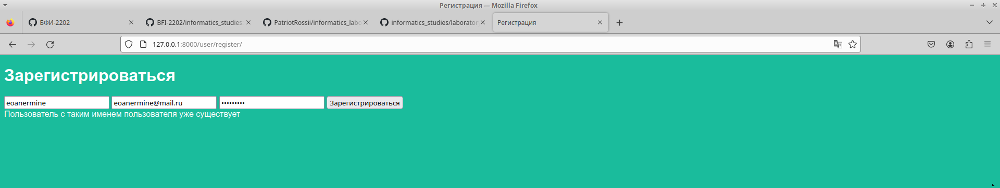 Регистрация — Mozilla Firefox
БФИ-2202
BFI-2202/informatics_studies:
PatriotRossii/informatics_labo
informatics_studies/laborator
Регистрация
127.0.0.1:8000/user/register/
Зарегистрироваться
eoanermine eoanermine@mail.ru ••••••••• Зарегистрироваться
Пользователь с таким именем пользователя уже существует